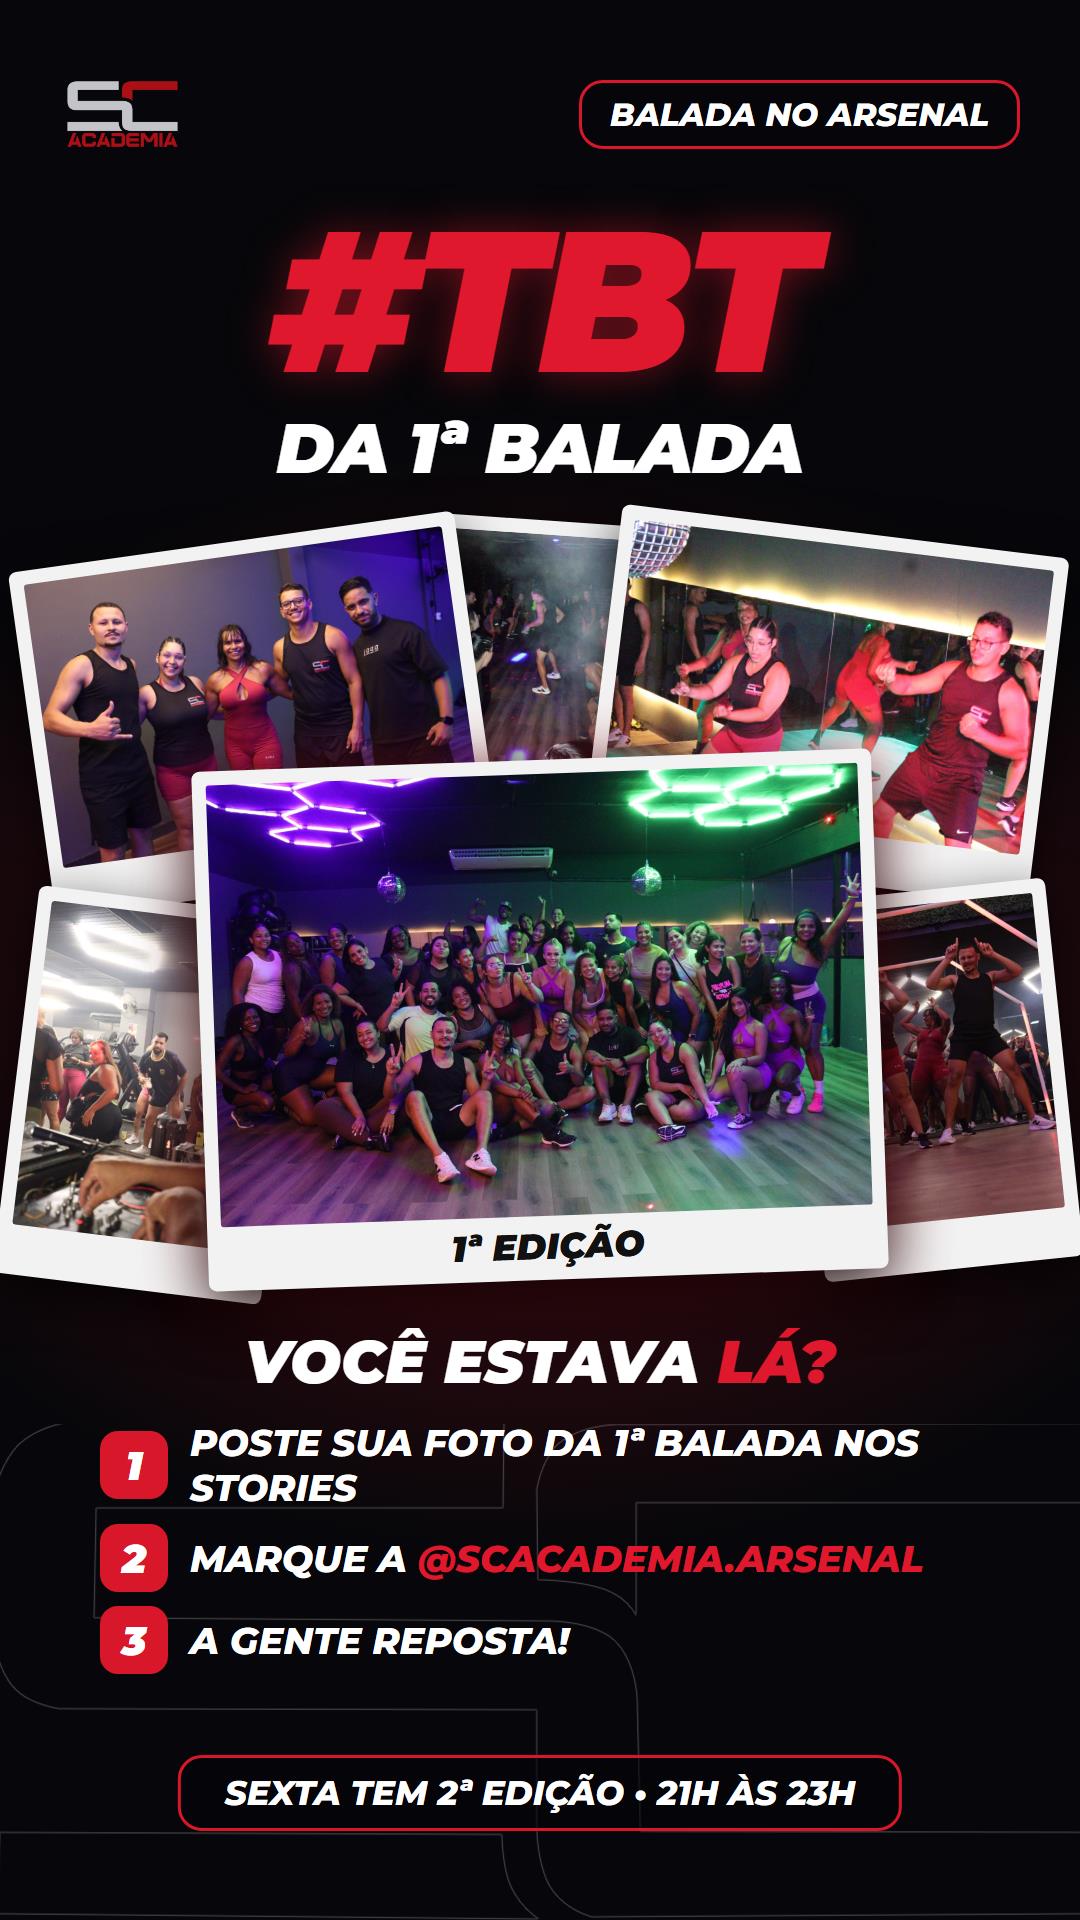 SC
ACADEMIA
BALADA NO ARSENAL
#TBT
DA 1ª BALADA
1ª EDIÇÃO
VOCÊ ESTAVA LÁ?
1 POSTE SUA FOTO DA 1ª BALADA NOS
STORIES
2 MARQUE A @SCACADEMIA.ARSENAL
3 A GENTE REPOSTA!
SEXTA TEM 2ª EDIÇÃO • 21H ÀS 23H